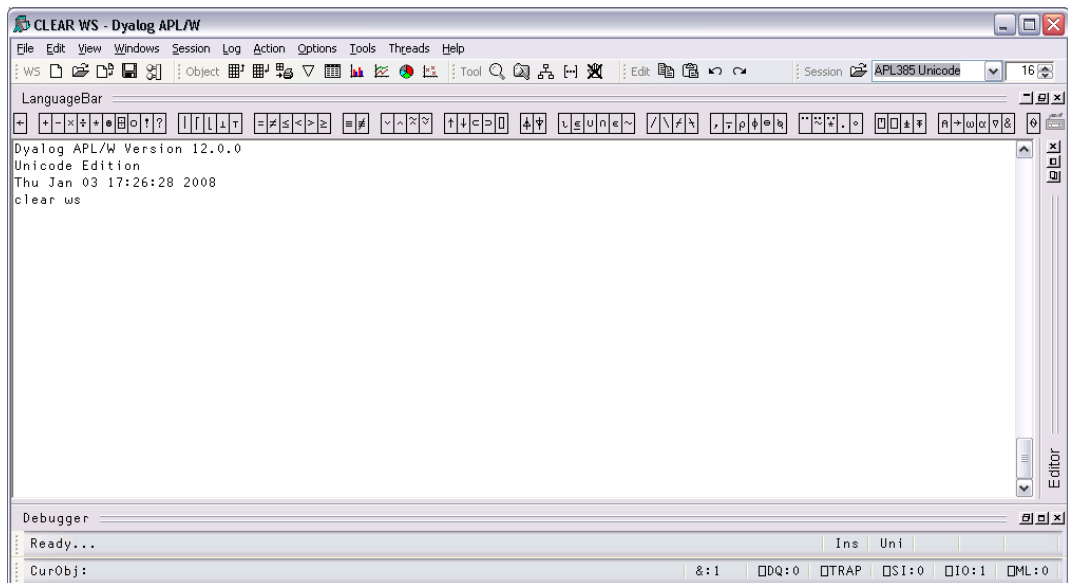 CLEAR WS - Dyalog APL/W
File Edit View Windows Session Log Action Options Tools Threads Help
WS Object Tool Edit Session APL385 Unicode 16
LanguageBar
← + - × ÷ * ⍟ ⌹ ○ ! ? | ⌈ ⌊ ⊥ ⊤ = ≠ ≤ < > ≥ ≡ ≢ ∨ ∧ ⍲ ⍱ ↑ ↓ ⊂ ⊃ ⌷ ⍋ ⍒ ⍳ ⍷ ∪ ∩ ∊ ~ / \ ⌿ ⍀ , ⍪ ⍴ ⌽ ⊖ ⍉ ¨ ⍨ ⍣ . ∘ ⍞ ⎕ ⍎ ⍕ ⍝ → ⍵ ⍺ ∇ & ⍬
Dyalog APL/W Version 12.0.0
Unicode Edition
Thu Jan 03 17:26:28 2008
clear ws
Editor
Debugger
Ready... Ins Uni
CurObj: &:1 ⎕DQ:0 ⎕TRAP ⎕SI:0 ⎕IO:1 ⎕ML:0